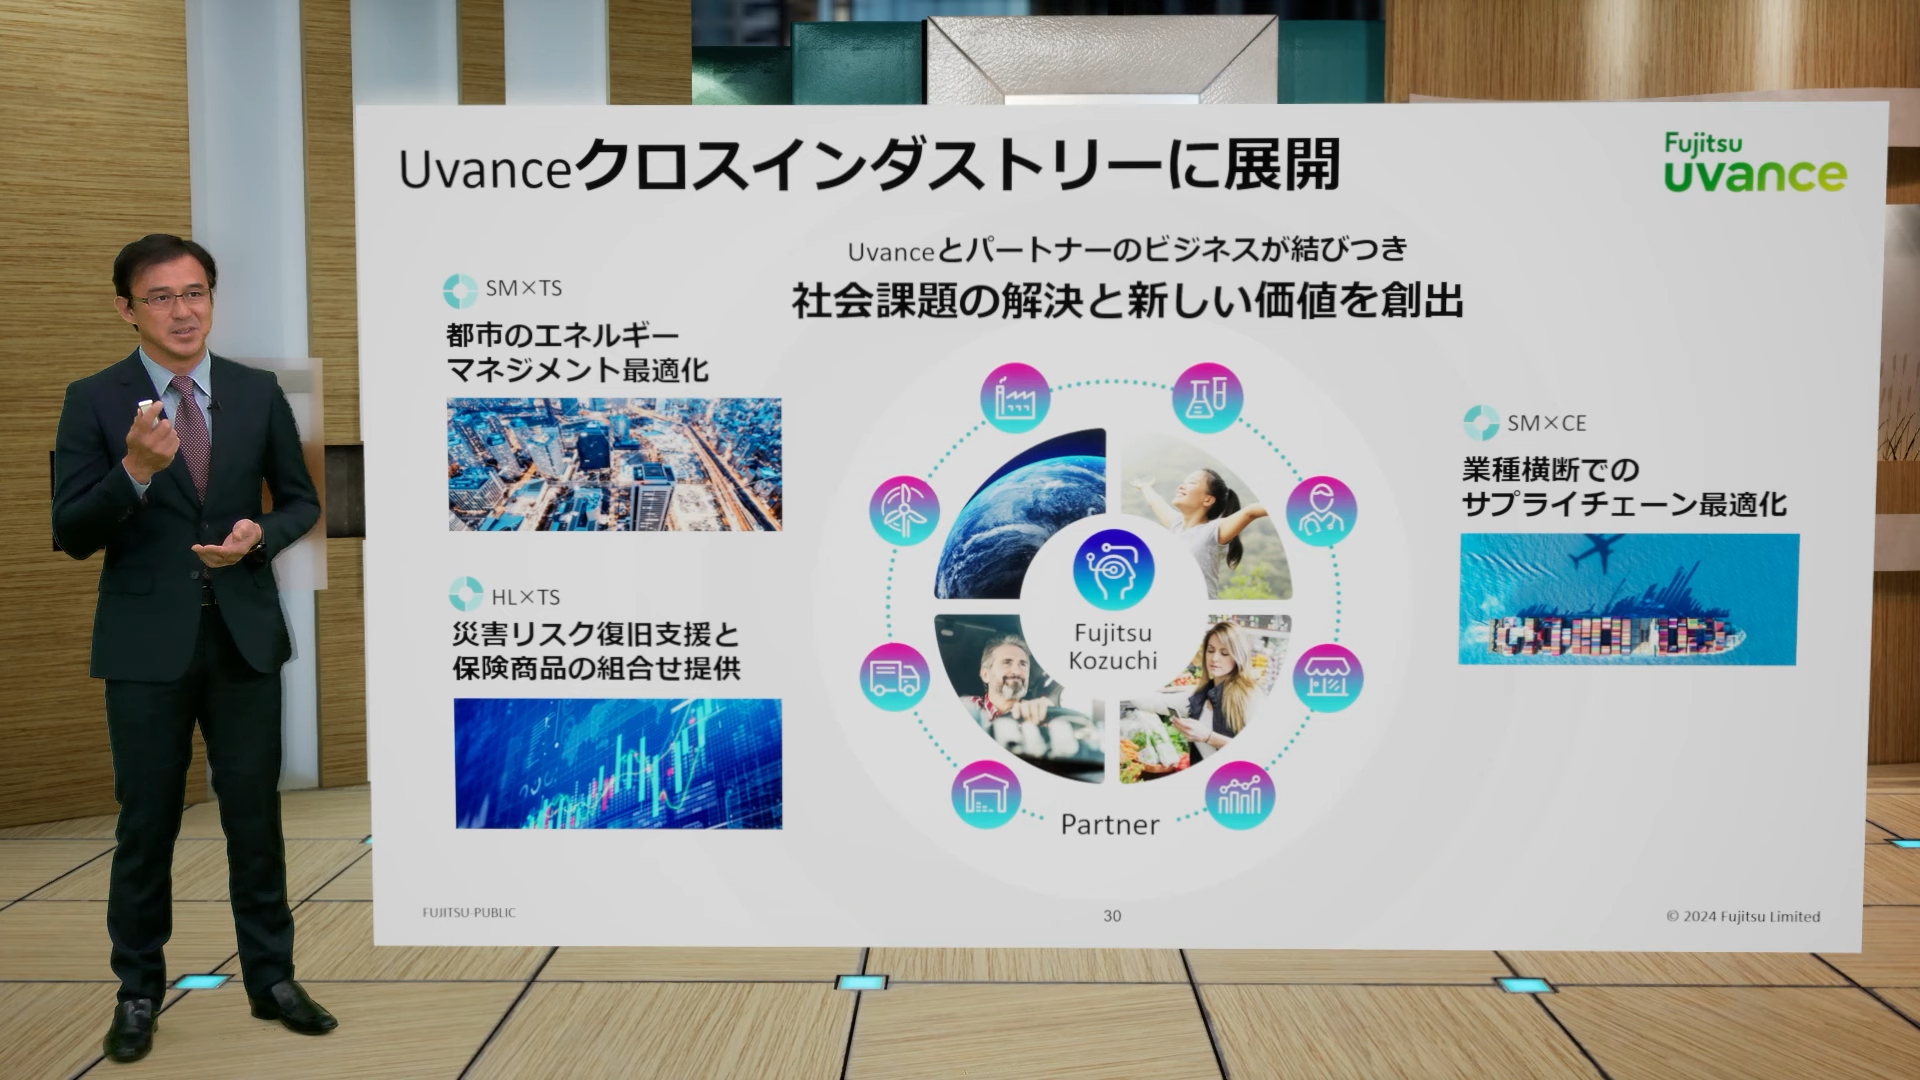 Uvanceクロスインダストリーに展開
Fujitsu
uvance
Uvanceとパートナーのビジネスが結びつき
社会課題の解決と新しい価値を創出
SM×TS
都市のエネルギー
マネジメント最適化
HL×TS
災害リスク復旧支援と
保険商品の組合せ提供
Fujitsu
Kozuchi
Partner
SM×CE
業種横断での
サプライチェーン最適化
FUJITSU-PUBLIC
30
© 2024 Fujitsu Limited